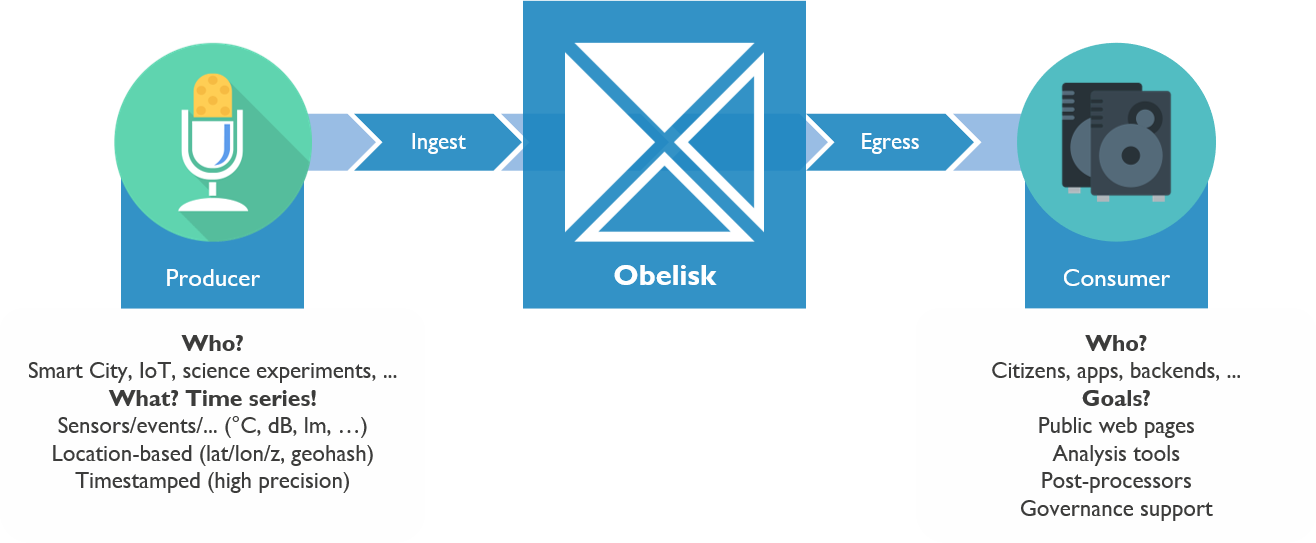 Ingest
Egress
Producer
Obelisk
Consumer
Who?
Smart City, IoT, science experiments, ...
What? Time series!
Sensors/events/... (°C, dB, lm, …)
Location-based (lat/lon/z, geohash)
Timestamped (high precision)
Who?
Citizens, apps, backends, ...
Goals?
Public web pages
Analysis tools
Post-processors
Governance support